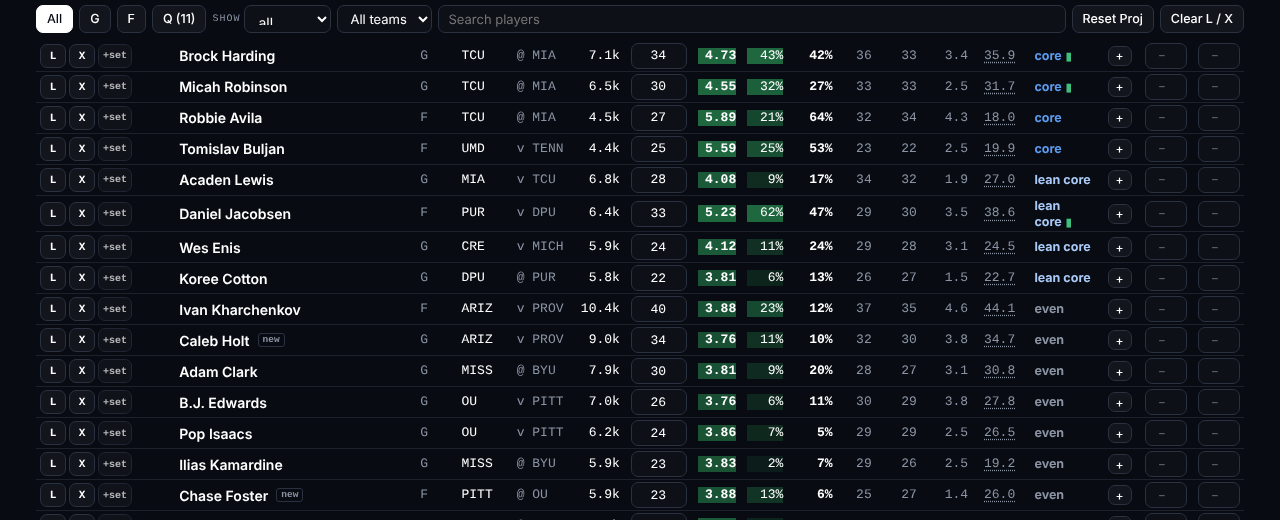 All G F Q (11) SHOW all All teams Search players Reset Proj Clear L / X
L X +set Brock Harding G TCU @ MIA 7.1k 34 4.73 43% 42% 36 33 3.4 35.9 core + – –
L X +set Micah Robinson G TCU @ MIA 6.5k 30 4.55 32% 27% 33 33 2.5 31.7 core + – –
L X +set Robbie Avila F TCU @ MIA 4.5k 27 5.89 21% 64% 32 34 4.3 18.0 core + – –
L X +set Tomislav Buljan F UMD v TENN 4.4k 25 5.59 25% 53% 23 22 2.5 19.9 core + – –
L X +set Acaden Lewis G MIA v TCU 6.8k 28 4.08 9% 17% 34 32 1.9 27.0 lean core + – –
L X +set Daniel Jacobsen F PUR v DPU 6.4k 33 5.23 62% 47% 29 30 3.5 38.6 lean core + – –
L X +set Wes Enis G CRE v MICH 5.9k 24 4.12 11% 24% 29 28 3.1 24.5 lean core + – –
L X +set Koree Cotton G DPU @ PUR 5.8k 22 3.81 6% 13% 26 27 1.5 22.7 lean core + – –
L X +set Ivan Kharchenkov F ARIZ v PROV 10.4k 40 3.88 23% 12% 37 35 4.6 44.1 even + – –
L X +set Caleb Holt new G ARIZ v PROV 9.0k 34 3.76 11% 10% 32 30 3.8 34.7 even + – –
L X +set Adam Clark G MISS @ BYU 7.9k 30 3.81 9% 20% 28 27 3.1 30.8 even + – –
L X +set B.J. Edwards G OU v PITT 7.0k 26 3.76 6% 11% 30 29 3.8 27.8 even + – –
L X +set Pop Isaacs G OU v PITT 6.2k 24 3.86 7% 5% 29 29 2.5 26.5 even + – –
L X +set Ilias Kamardine G MISS @ BYU 5.9k 23 3.83 2% 7% 29 26 2.5 19.2 even + – –
L X +set Chase Foster new F PITT @ OU 5.9k 23 3.88 13% 6% 25 27 1.4 26.0 even + – –